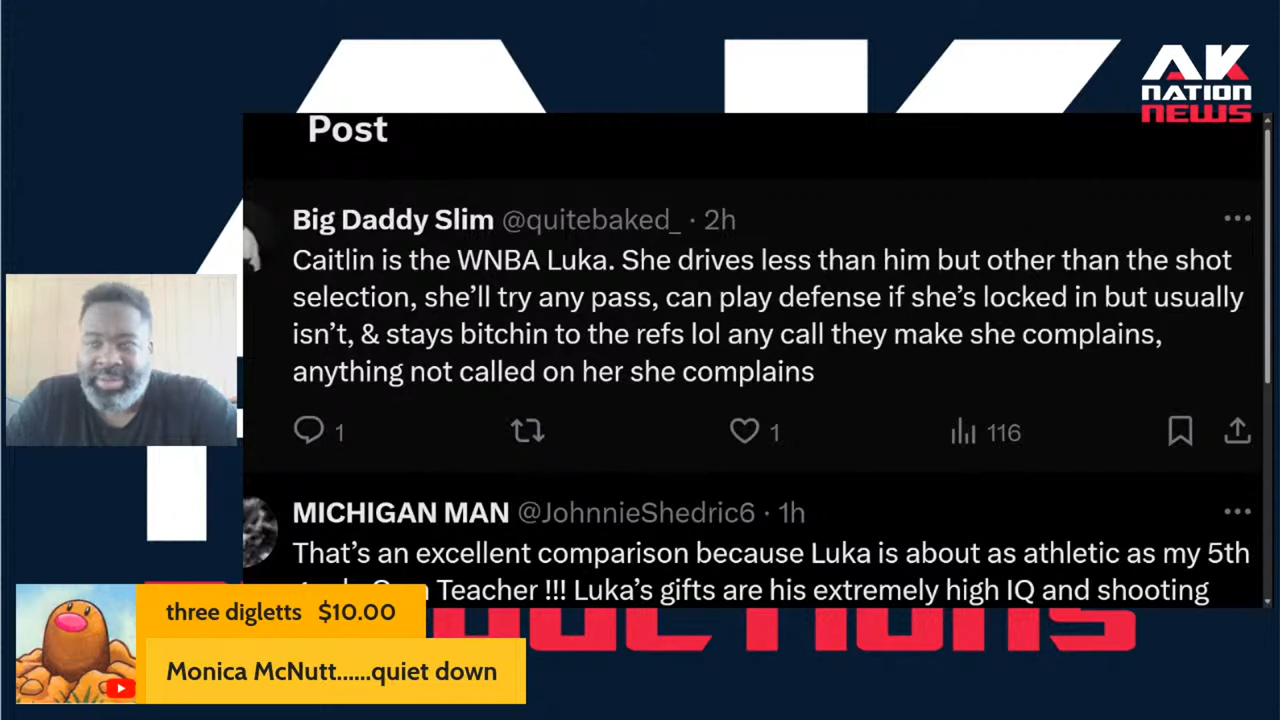 AK
NATION
NEWS
Post
Big Daddy Slim @quitebaked_ · 2h
Caitlin is the WNBA Luka. She drives less than him but other than the shot
selection, she’ll try any pass, can play defense if she’s locked in but usually
isn’t, & stays bitchin to the refs lol any call they make she complains,
anything not called on her she complains
1 1 116
MICHIGAN MAN @JohnnieShedric6 · 1h
That’s an excellent comparison because Luka is about as athletic as my 5th
Teacher !!! Luka’s gifts are his extremely high IQ and shooting
three digletts $10.00
Monica McNutt......quiet down